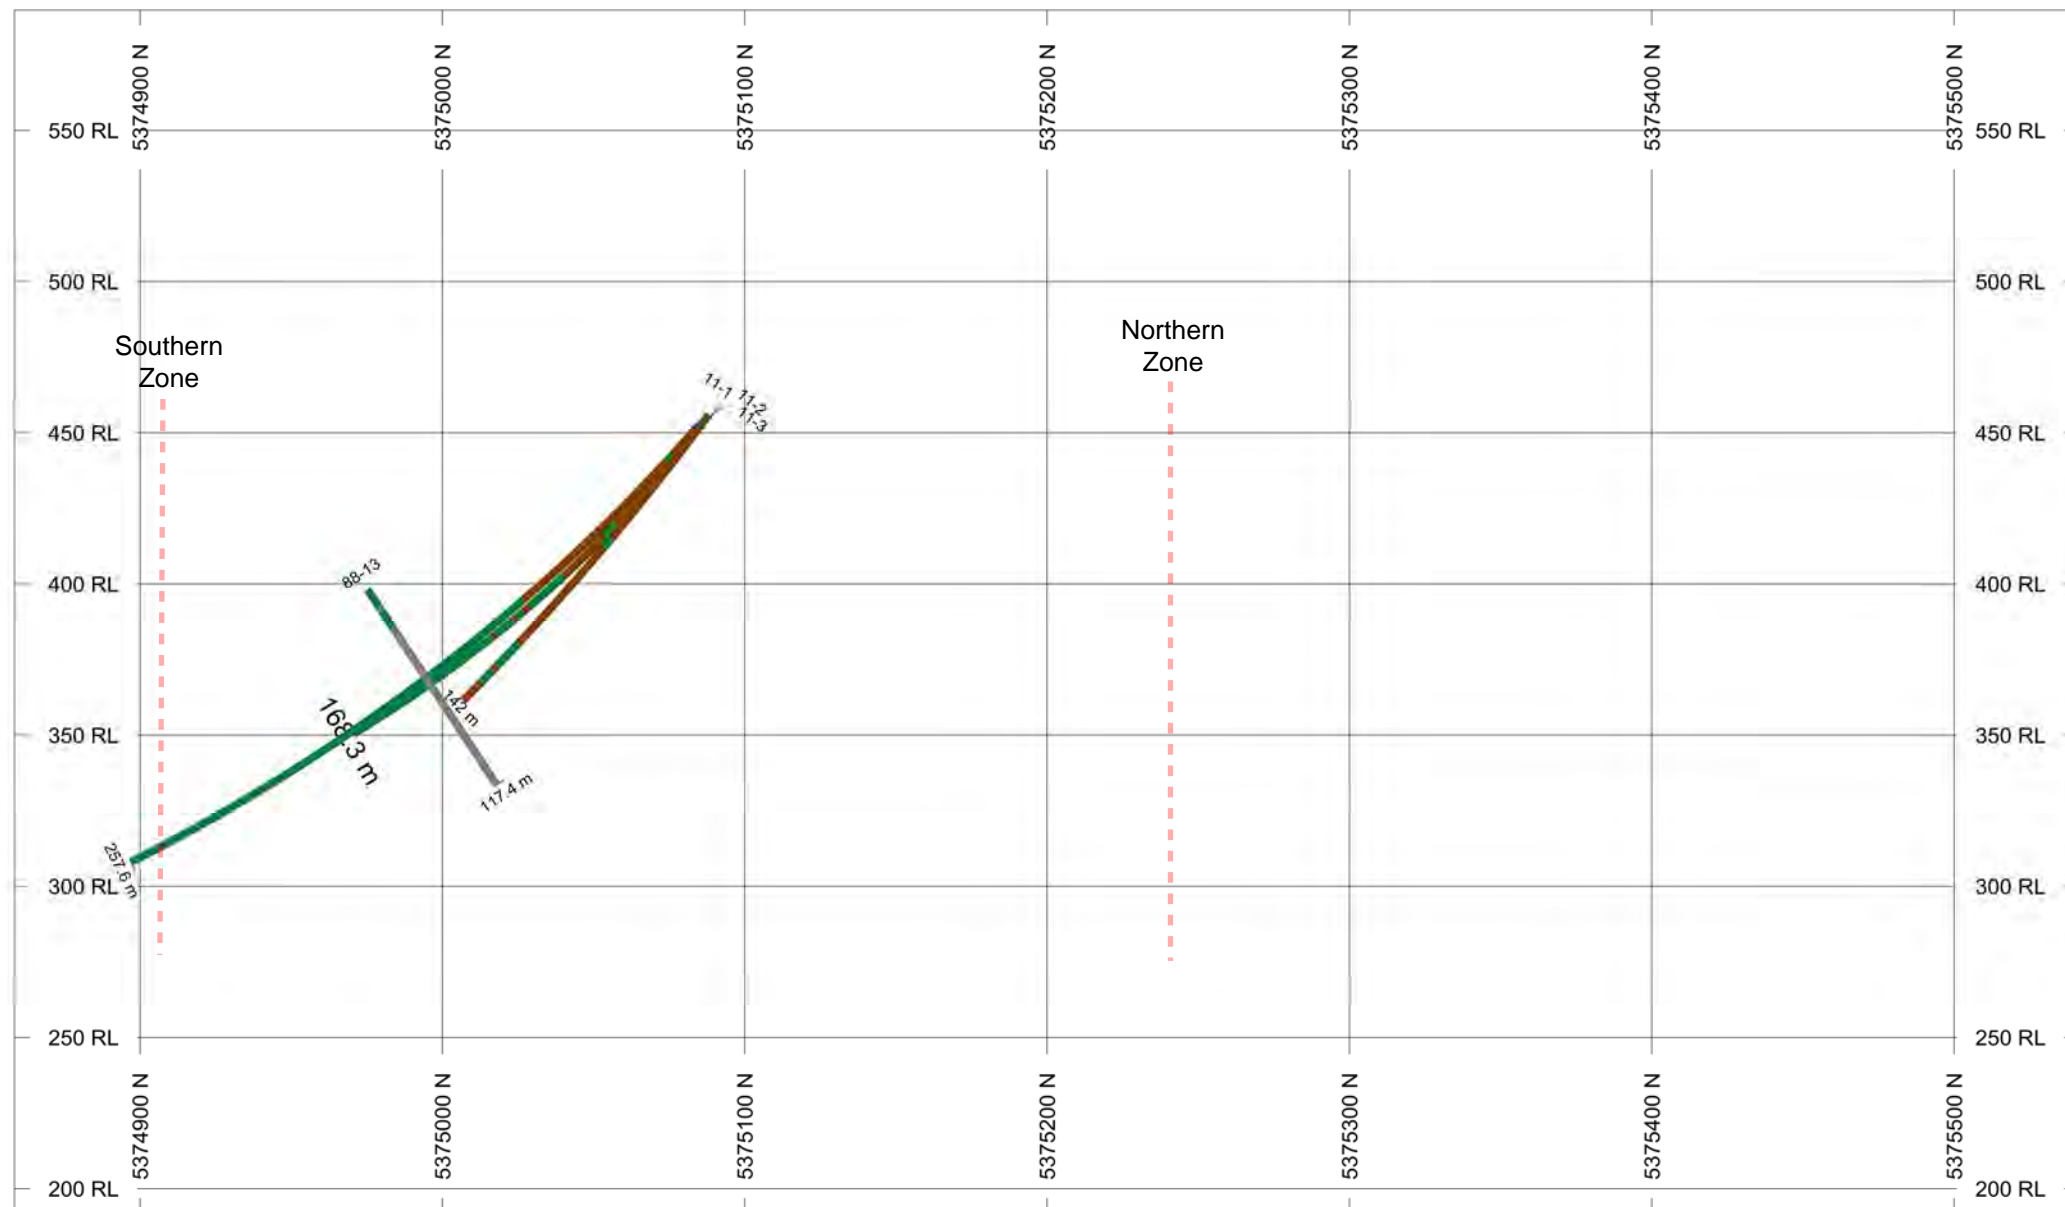 5374900 N
5375000 N
5375100 N
5375200 N
5375300 N
5375400 N
5375500 N
550 RL
550 RL
500 RL
500 RL
Southern
Zone
Northern
Zone
11-1
11-2
11-3
450 RL
450 RL
88-13
400 RL
400 RL
142 m
168.3 m
350 RL
350 RL
117.4 m
257.6 m
300 RL
300 RL
250 RL
250 RL
5374900 N
5375000 N
5375100 N
5375200 N
5375300 N
5375400 N
5375500 N
200 RL
200 RL